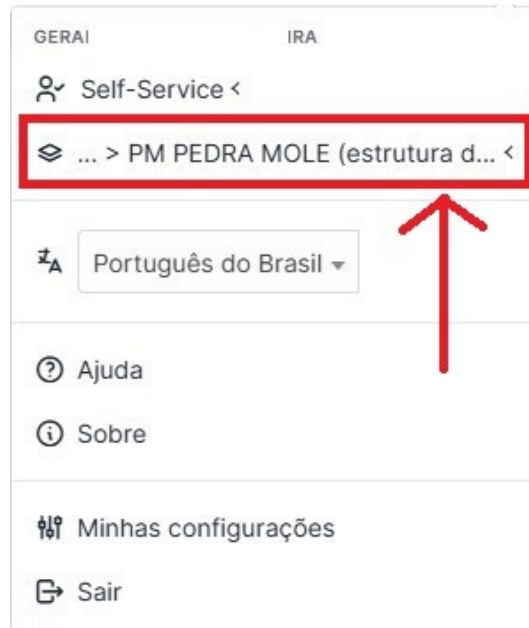 GERAI IRA
Self-Service <
... > PM PEDRA MOLE (estrutura d... <
Português do Brasil
Ajuda
Sobre
Minhas configurações
Sair